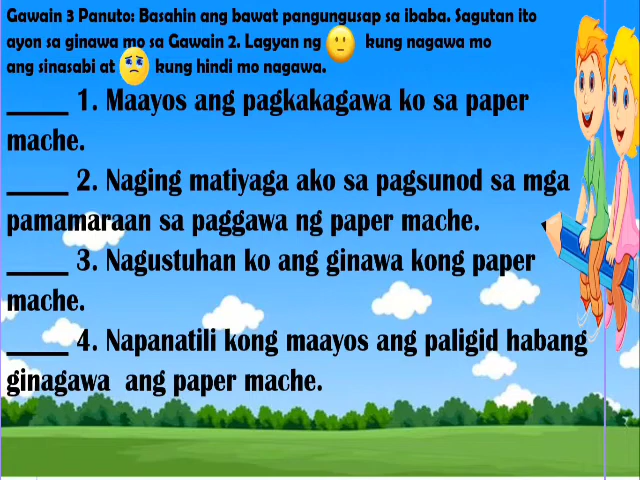 Gawain 3 Panuto: Basahin ang bawat pangungusap sa ibaba. Sagutan ito
ayon sa ginawa mo sa Gawain 2. Lagyan ng kung nagawa mo
ang sinasabi at kung hindi mo nagawa.
_____ 1. Maayos ang pagkakagawa ko sa paper
mache.
_____ 2. Naging matiyaga ako sa pagsunod sa mga
pamamaraan sa paggawa ng paper mache.
_____ 3. Nagustuhan ko ang ginawa kong paper
mache.
_____ 4. Napanatili kong maayos ang paligid habang
ginagawa ang paper mache.